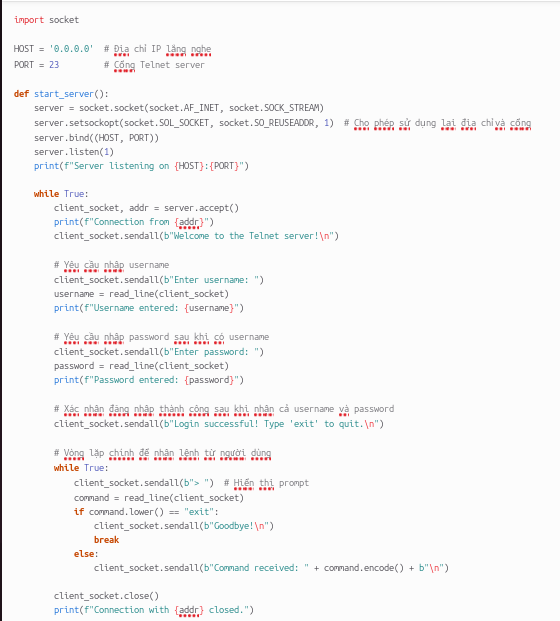 import socket
HOST = '0.0.0.0'  # Địa chỉ IP lắng nghe
PORT = 23         # Cổng Telnet server
def start_server():
    server = socket.socket(socket.AF_INET, socket.SOCK_STREAM)
    server.setsockopt(socket.SOL_SOCKET, socket.SO_REUSEADDR, 1)  # Cho phép sử dụng lại địa chỉ và cổng
    server.bind((HOST, PORT))
    server.listen(1)
    print(f"Server listening on {HOST}:{PORT}")
    while True:
        client_socket, addr = server.accept()
        print(f"Connection from {addr}")
        client_socket.sendall(b"Welcome to the Telnet server!\n")
        # Yêu cầu nhập username
        client_socket.sendall(b"Enter username: ")
        username = read_line(client_socket)
        print(f"Username entered: {username}")
        # Yêu cầu nhập password sau khi có username
        client_socket.sendall(b"Enter password: ")
        password = read_line(client_socket)
        print(f"Password entered: {password}")
        # Xác nhận đăng nhập thành công sau khi nhận cả username và password
        client_socket.sendall(b"Login successful! Type 'exit' to quit.\n")
        # Vòng lặp chính để nhận lệnh từ người dùng
        while True:
            client_socket.sendall(b"> ")  # Hiển thị prompt
            command = read_line(client_socket)
            if command.lower() == "exit":
                client_socket.sendall(b"Goodbye!\n")
                break
            else:
                client_socket.sendall(b"Command received: " + command.encode() + b"\n")
        client_socket.close()
        print(f"Connection with {addr} closed.")